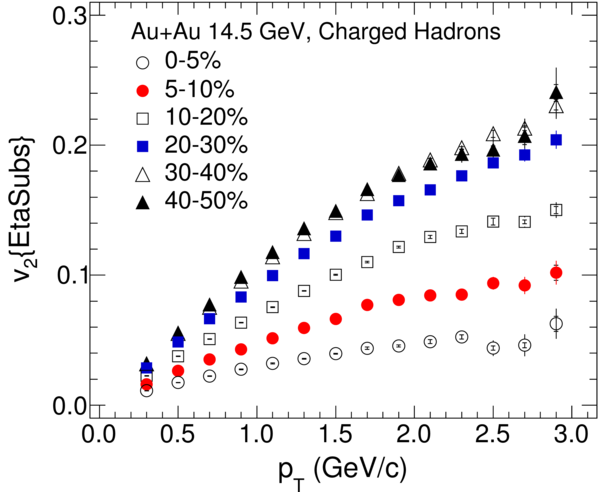 Au+Au 14.5 GeV, Charged Hadrons
0-5%
5-10%
10-20%
20-30%
30-40%
40-50%
v₂{EtaSubs}
0.3
0.2
0.1
0.0
0.0 0.5 1.0 1.5 2.0 2.5 3.0
p_T (GeV/c)